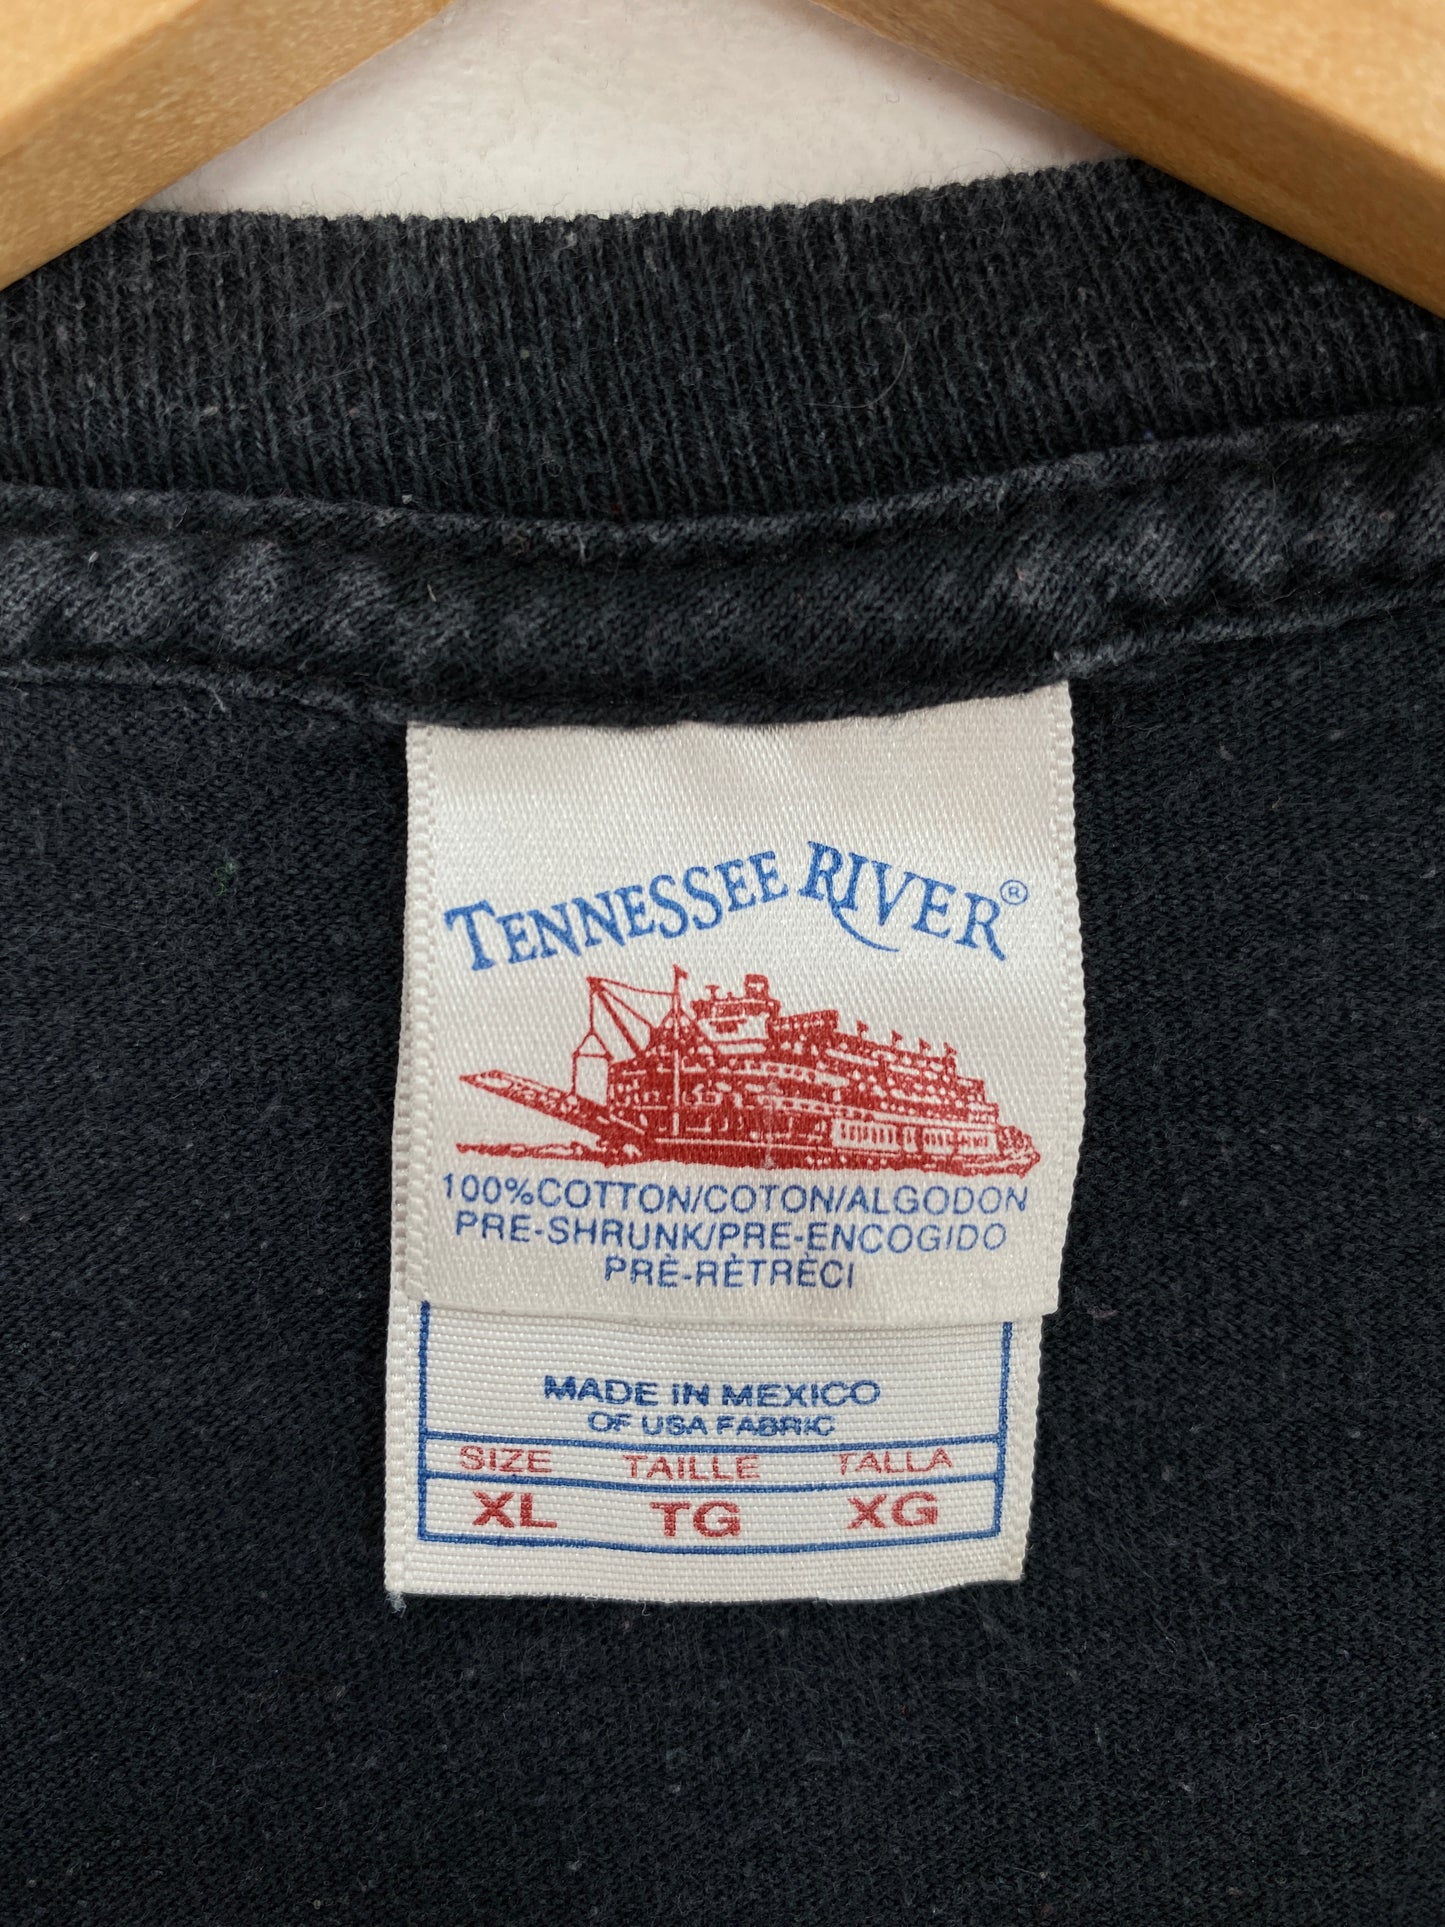 TENNESSEE RIVER®
100%COTTON/COTON/ALGODON
PRE-SHRUNK/PRE-ENCOGIDO
PRÈ-RÈTRÈCI
MADE IN MEXICO
OF USA FABRIC
SIZE TAILLE TALLA
XL TG XG